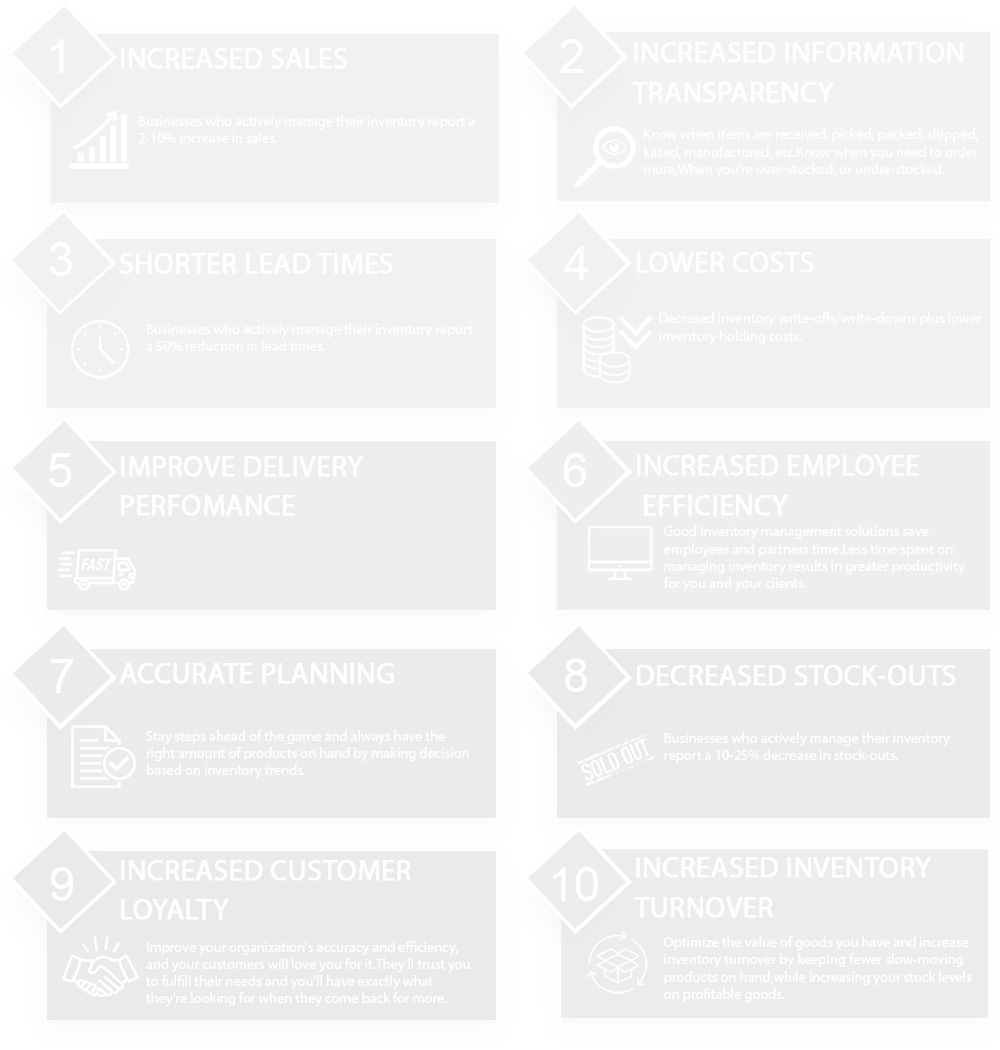 1
INCREASED SALES
Businesses who actively manage their inventory report a
2-10% increase in sales.
2
INCREASED INFORMATION
TRANSPARENCY
Know when items are received, picked, packed, shipped,
kitted, manufactured, etc.Know when you need to order
more,When you're over-stocked, or under-stocked.
3
SHORTER LEAD TIMES
Businesses who actively manage their inventory report
a 50% reduction in lead times.
4
LOWER COSTS
Decresed inventory write-offs/write-downs plus lower
inventory holding costs.
5
IMPROVE DELIVERY
PERFOMANCE
FAST
6
INCREASED EMPLOYEE
EFFICIENCY
Good inventory management solutions save
employees and partners time.Less time spent on
managing inventory results in greater productivity
for you and your clients.
7
ACCURATE PLANNING
Stay steps ahead of the game and always have the
right amount of products on hand by making decision
based on inventory trends.
8
DECREASED STOCK-OUTS
SOLD OUT
Businesses who actively manage their inventory
report a 10-25% decrease in stock-outs.
9
INCREASED CUSTOMER
LOYALTY
Improve your organization's accuracy and efficiency,
and your customers will love you for it.They'll trust you
to fulfill their needs and you'll have exactly what
they're looking for when they come back for more.
10
INCREASED INVENTORY
TURNOVER
Optimize the value of goods you have and increase
inventory turnover by keeping fewer slow-moving
products on hand,while increasing your stock levels
on profitable goods.